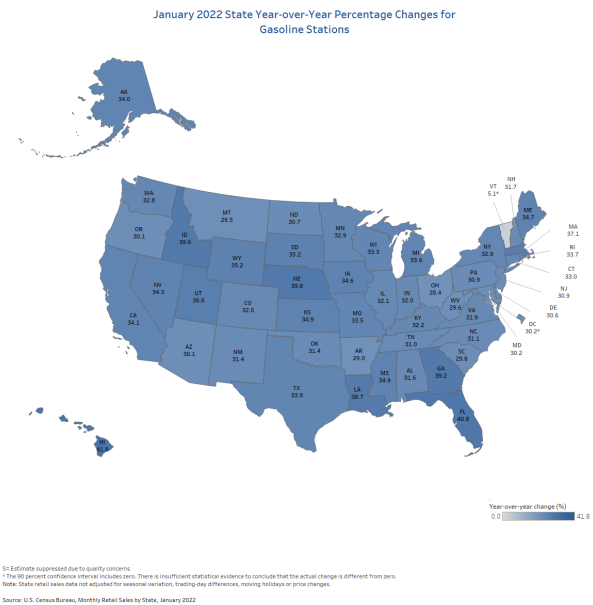 January 2022 State Year-over-Year Percentage Changes for
Gasoline Stations
AK
34.0
NH
31.7
VT
5.1*
WA
32.8
ME
34.7
MT
29.5
ND
30.7
MN
32.9
OR
30.1
ID
39.6
WI
33.3
MA
37.1
SD
35.2
NY
32.9
RI
33.7
WY
35.2
MI
33.9
CT
33.0
IA
34.6
PA
30.9
NJ
30.9
NE
39.8
NV
34.3
UT
36.6
OH
28.4
IL
32.1
IN
32.0
DE
30.6
CO
32.0
WV
29.6
VA
31.9
DC
30.2*
CA
34.1
KS
34.9
MO
33.5
KY
32.2
MD
30.2
NC
31.1
TN
31.0
AZ
30.1
NM
31.4
OK
31.4
AR
29.0
SC
29.8
MS
34.9
AL
31.6
GA
39.2
TX
33.8
LA
38.7
FL
40.8
HI
41.8
Year-over-year change (%)
0.0 41.8
S= Estimate suppressed due to quality concerns
* The 90 percent confidence interval includes zero. There is insufficient statistical evidence to conclude that the actual change is different from zero.
Note: State retail sales data not adjusted for seasonal variation, trading-day differences, moving holidays or price changes.
Source: U.S. Census Bureau, Monthly Retail Sales by State, January 2022